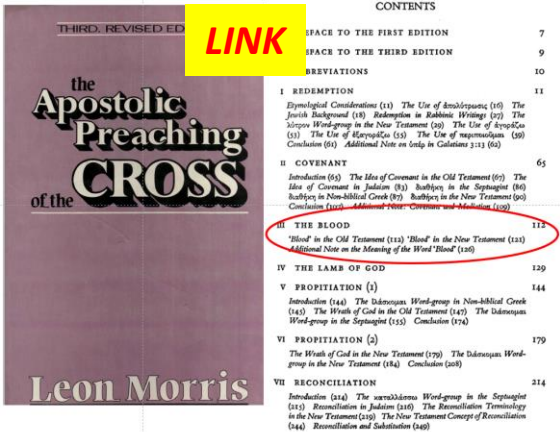 THIRD, REVISED ED
LINK
the
Apostolic
Preaching
of the CROSS
Leon Morris
CONTENTS
EFACE TO THE FIRST EDITION 7
EFACE TO THE THIRD EDITION 9
BREVIATIONS 10
I REDEMPTION 11
Etymological Considerations (11) The Use of ἀπολύτρωσις (16) The
Jewish Background (18) Redemption in Rabbinic Writings (27) The
λύτρον Word-group in the New Testament (29) The Use of ἀγοράζω
(53) The Use of ἐξαγοράζω (55) The Use of περιποιοῦμαι (59)
Conclusion (61) Additional Note on ὑπέρ in Galatians 3:13 (62)
II COVENANT 65
Introduction (65) The Idea of Covenant in the Old Testament (67) The
Idea of Covenant in Judaism (83) διαθήκη in the Septuagint (86)
διαθήκη in Non-biblical Greek (87) διαθήκη in the New Testament (90)
Conclusion (107) Additional Note: Covenant and Mediation (109)
III THE BLOOD 112
'Blood' in the Old Testament (112) 'Blood' in the New Testament (121)
Additional Note on the Meaning of the Word 'Blood' (126)
IV THE LAMB OF GOD 129
V PROPITIATION (1) 144
Introduction (144) The ἱλάσκομαι Word-group in Non-biblical Greek
(145) The Wrath of God in the Old Testament (147) The ἱλάσκομαι
Word-group in the Septuagint (155) Conclusion (174)
VI PROPITIATION (2) 179
The Wrath of God in the New Testament (179) The ἱλάσκομαι Word-
group in the New Testament (184) Conclusion (208)
VII RECONCILIATION 214
Introduction (214) The καταλλάσσω Word-group in the Septuagint
(215) Reconciliation in Judaism (216) The Reconciliation Terminology
in the New Testament (219) The New Testament Concept of Reconciliation
(244) Reconciliation and Substitution (249)